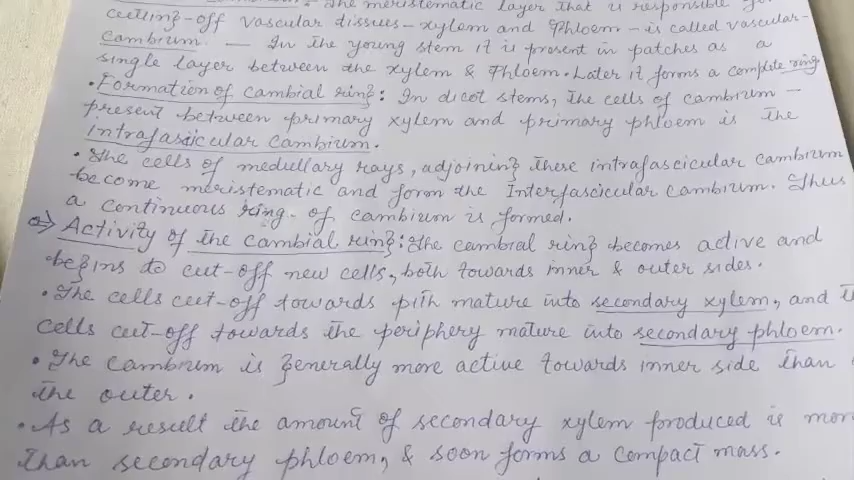 The meristematic layer that is responsible for
cutting-off vascular tissues - xylem and Phloem - is called vascular-
cambium. — In the young stem it is present in patches as a
single layer between the xylem & Phloem. Later it forms a complete ring.
• Formation of cambial ring: In dicot stems, the cells of cambium -
present between primary xylem and primary phloem is the
intrafascicular cambium.
• The cells of medullary rays, adjoining these intrafascicular cambium
become meristematic and form the Interfascicular cambium. Thus
a continuous ring of cambium is formed.
a) Activity of the cambial ring: The cambial ring becomes active and
begins to cut-off new cells, both towards inner & outer sides.
• The cells cut-off towards pith mature into secondary xylem, and
cells cut-off towards the periphery mature into secondary phloem.
• The cambium is generally more active towards inner side than
the outer.
• As a result the amount of secondary xylem produced is more
than secondary phloem, & soon forms a compact mass.